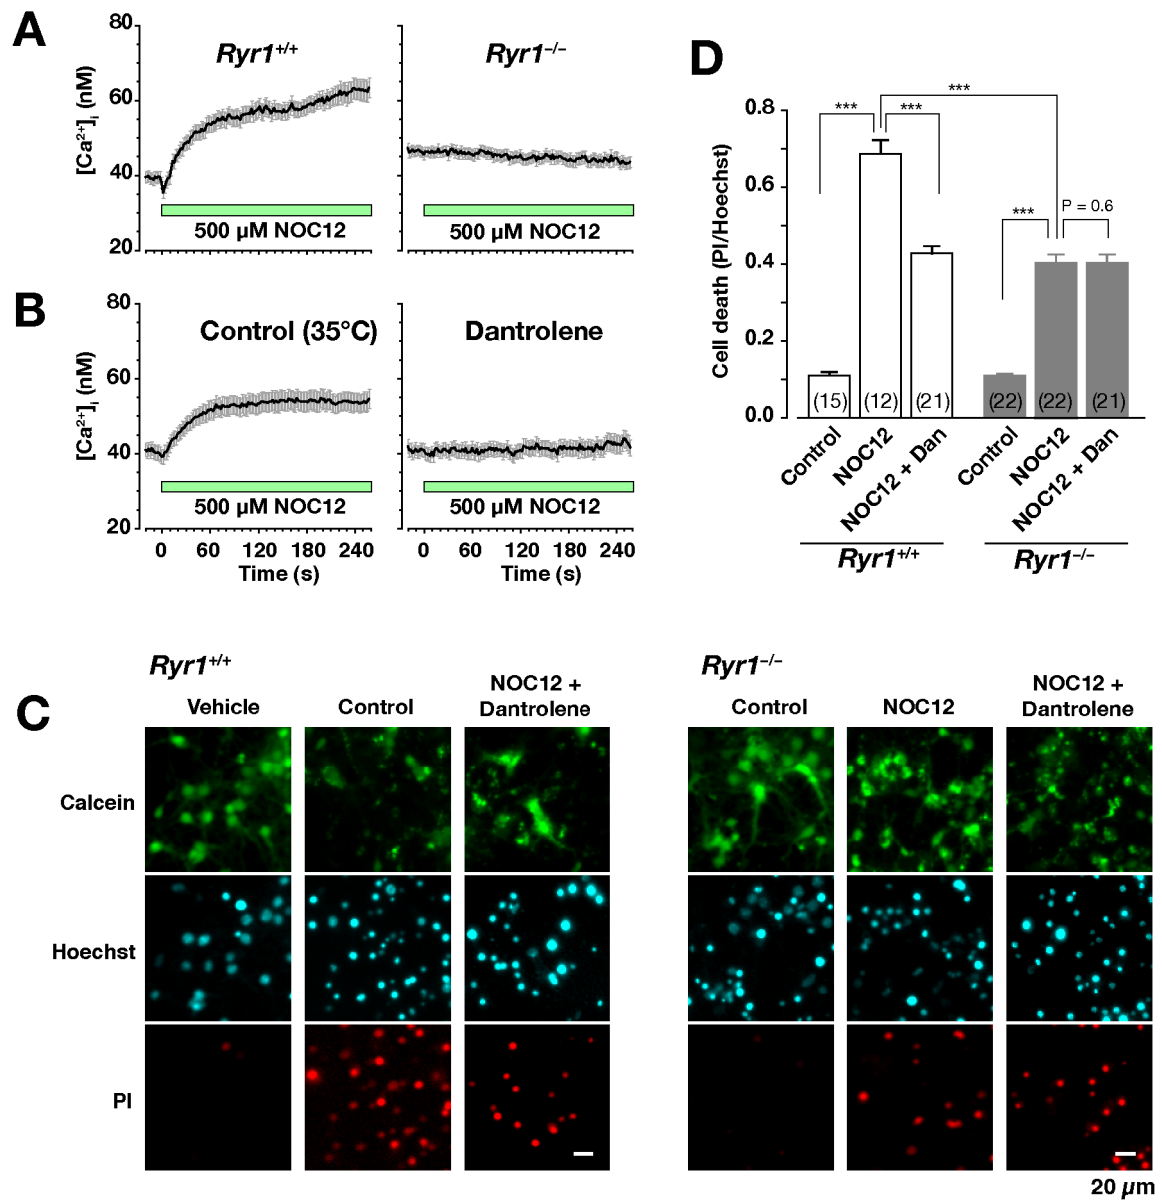 A
80
60
40
20
[Ca²⁺]ᵢ (nM)
Ryr1⁺/⁺
500 µM NOC12
Ryr1⁻/⁻
500 µM NOC12
B
80
60
40
20
[Ca²⁺]ᵢ (nM)
Control (35°C)
500 µM NOC12
0 60 120 180 240
Time (s)
Dantrolene
500 µM NOC12
0 60 120 180 240
Time (s)
D
Cell death (PI/Hoechst)
0.8
0.6
0.4
0.2
0.0
***
***
***
***
P = 0.6
(15) (12) (21) (22) (22) (21)
Control
NOC12
NOC12 + Dan
Control
NOC12
NOC12 + Dan
Ryr1⁺/⁺
Ryr1⁻/⁻
C
Ryr1⁺/⁺
Vehicle
Control
NOC12 +
Dantrolene
Ryr1⁻/⁻
Control
NOC12
NOC12 +
Dantrolene
Calcein
Hoechst
PI
20 µm